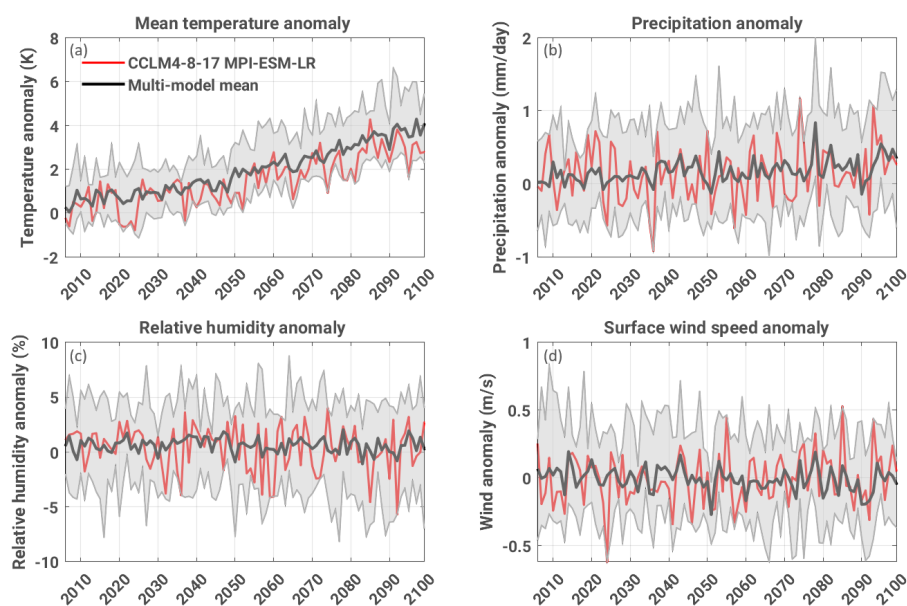 Mean temperature anomaly
Temperature anomaly (K)
8
6
4
2
0
-2
(a)
CCLM4-8-17 MPI-ESM-LR
Multi-model mean
2010 2020 2030 2040 2050 2060 2070 2080 2090 2100
Precipitation anomaly
Precipitation anomaly (mm/day)
2
1
0
-1
(b)
2010 2020 2030 2040 2050 2060 2070 2080 2090 2100
Relative humidity anomaly
Relative humidity anomaly (%)
10
5
0
-5
-10
(c)
2010 2020 2030 2040 2050 2060 2070 2080 2090 2100
Surface wind speed anomaly
Wind anomaly (m/s)
1
0.5
0
-0.5
(d)
2010 2020 2030 2040 2050 2060 2070 2080 2090 2100